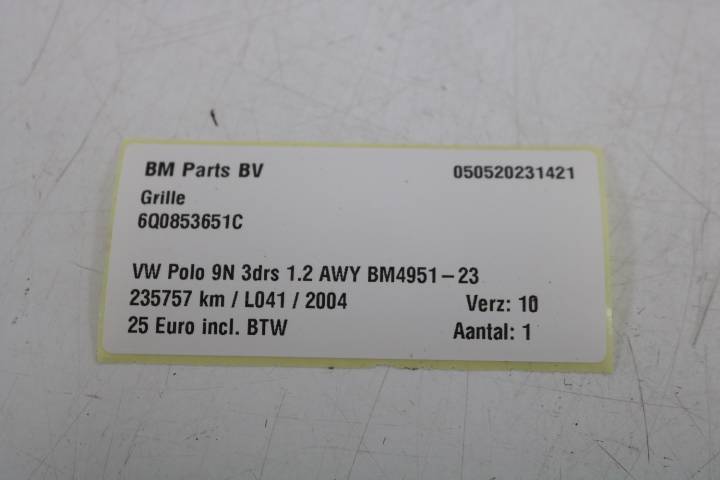 BM Parts BV 050520231421
Grille
6Q0853651C
VW Polo 9N 3drs 1.2 AWY BM4951-23
235757 km / L041 / 2004 Verz: 10
25 Euro incl. BTW Aantal: 1